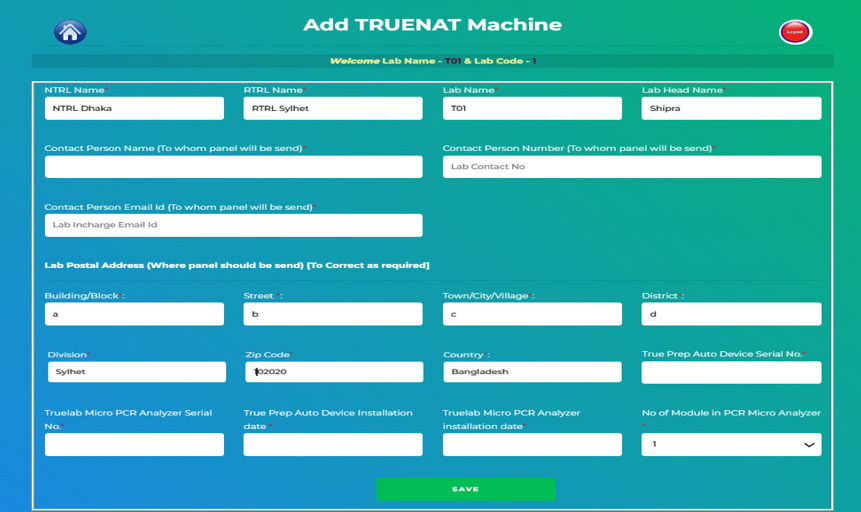 Add TRUENAT Machine
Logout
Welcome Lab Name - T01 & Lab Code - 1
NTRL Name* RTRL Name* Lab Name* Lab Head Name*
NTRL Dhaka RTRL Sylhet T01 Shipra
Contact Person Name (To whom panel will be send)* Contact Person Number (To whom panel will be send)*
Lab Contact No
Contact Person Email Id (To whom panel will be send)*
Lab Incharge Email Id
Lab Postal Address (Where panel should be send) [To Correct as required]
Building/Block*: Street *: Town/City/Village*: District*:
a b c d
Division* Zip Code* Country*: True Prep Auto Device Serial No.*
Sylhet 102020 Bangladesh
Truelab Micro PCR Analyzer Serial True Prep Auto Device Installation Truelab Micro PCR Analyzer No of Module in PCR Micro Analyzer
No.* date.* installation date* *
1
SAVE